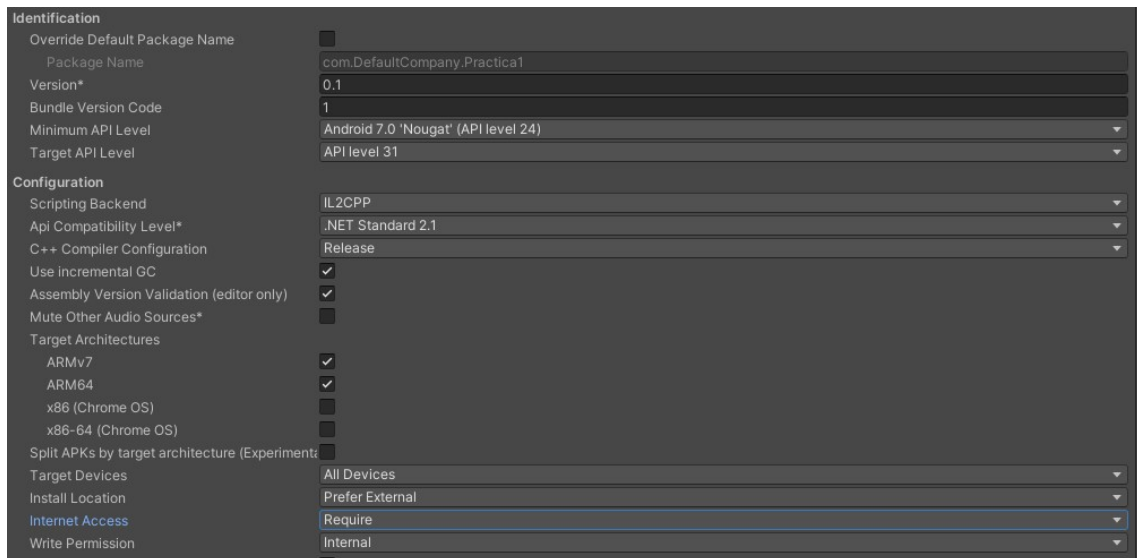 Identification
Override Default Package Name
Package Name com.DefaultCompany.Practica1
Version* 0.1
Bundle Version Code 1
Minimum API Level Android 7.0 'Nougat' (API level 24)
Target API Level API level 31
Configuration
Scripting Backend IL2CPP
Api Compatibility Level* .NET Standard 2.1
C++ Compiler Configuration Release
Use incremental GC
Assembly Version Validation (editor only)
Mute Other Audio Sources*
Target Architectures
ARMv7
ARM64
x86 (Chrome OS)
x86-64 (Chrome OS)
Split APKs by target architecture (Experimenta
Target Devices All Devices
Install Location Prefer External
Internet Access Require
Write Permission Internal